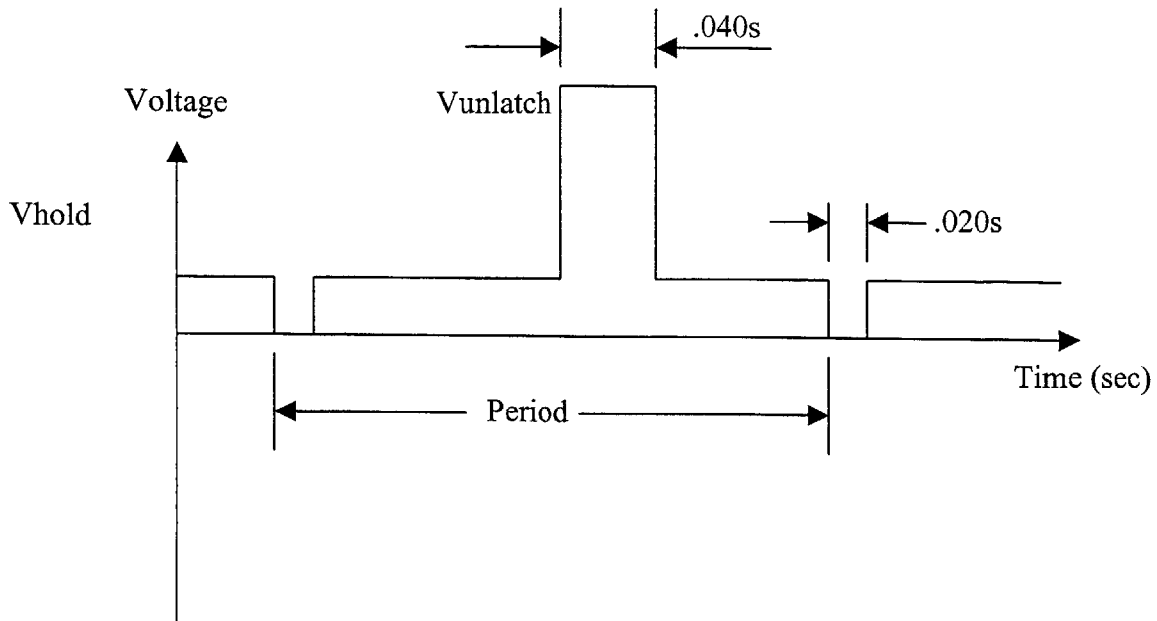 .040s
Voltage
Vunlatch
Vhold
.020s
Time (sec)
Period